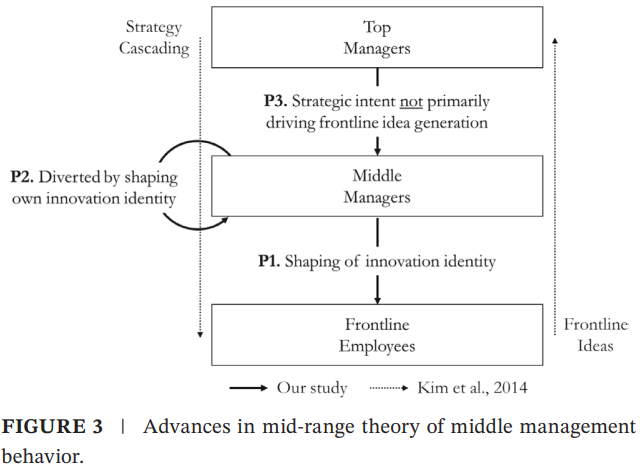 Strategy
Cascading
Top
Managers
P3. Strategic intent not primarily
driving frontline idea generation
P2. Diverted by shaping
own innovation identity
Middle
Managers
P1. Shaping of innovation identity
Frontline
Employees
Frontline
Ideas
Our study
Kim et al., 2014
FIGURE 3 | Advances in mid-range theory of middle management
behavior.